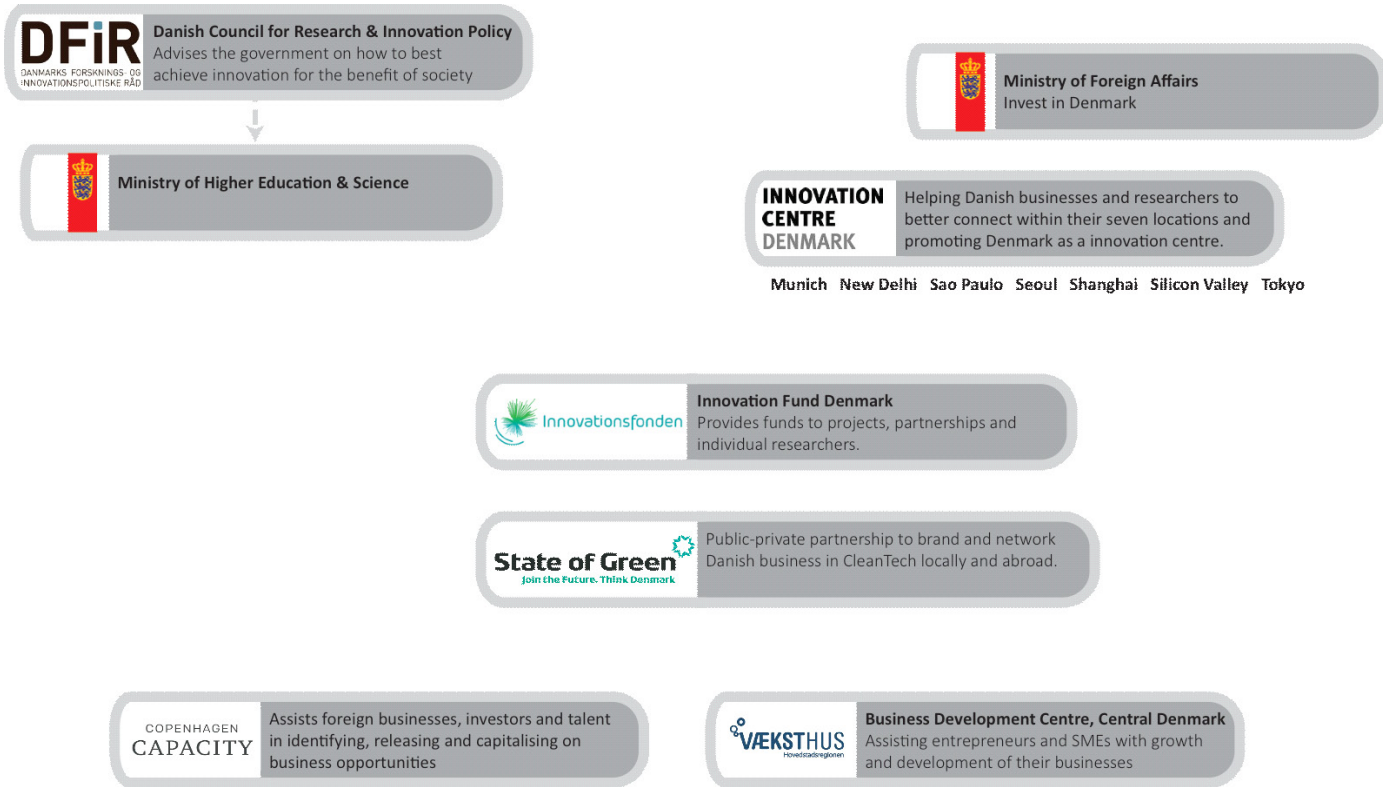 DFiR
DANMARKS FORSKNINGS- OG
INNOVATIONSPOLITISKE RÅD
Danish Council for Research & Innovation Policy
Advises the government on how to best
achieve innovation for the benefit of society
Ministry of Foreign Affairs
Invest in Denmark
Ministry of Higher Education & Science
INNOVATION
CENTRE
DENMARK
Helping Danish businesses and researchers to
better connect within their seven locations and
promoting Denmark as a innovation centre.
Munich New Delhi Sao Paulo Seoul Shanghai Silicon Valley Tokyo
Innovationsfonden
Innovation Fund Denmark
Provides funds to projects, partnerships and
individual researchers.
State of Green
Join the Future. Think Denmark
Public-private partnership to brand and network
Danish business in CleanTech locally and abroad.
COPENHAGEN
CAPACITY
Assists foreign businesses, investors and talent
in identifying, releasing and capitalising on
business opportunities
VÆKSTHUS
Hovedstadsregionen
Business Development Centre, Central Denmark
Assisting entrepreneurs and SMEs with growth
and development of their businesses